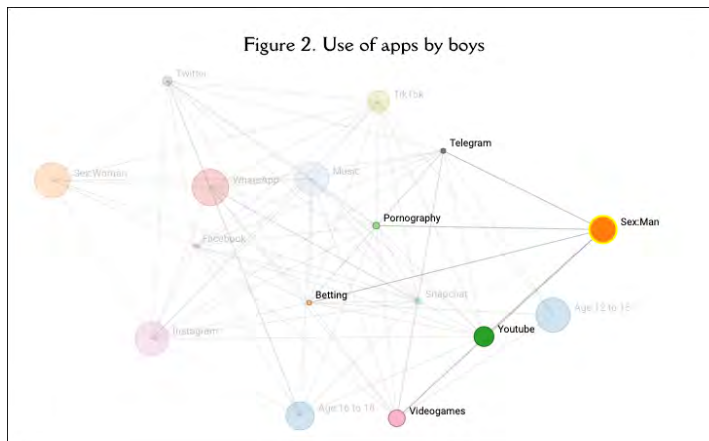 Figure 2. Use of apps by boys
Twitter
TikTok
Telegram
Sex:Woman
WhatsApp
Music
Pornography
Sex:Man
Facebook
Betting
Snapchat
Age:12 to 15
Instagram
Youtube
Age:16 to 18
Videogames